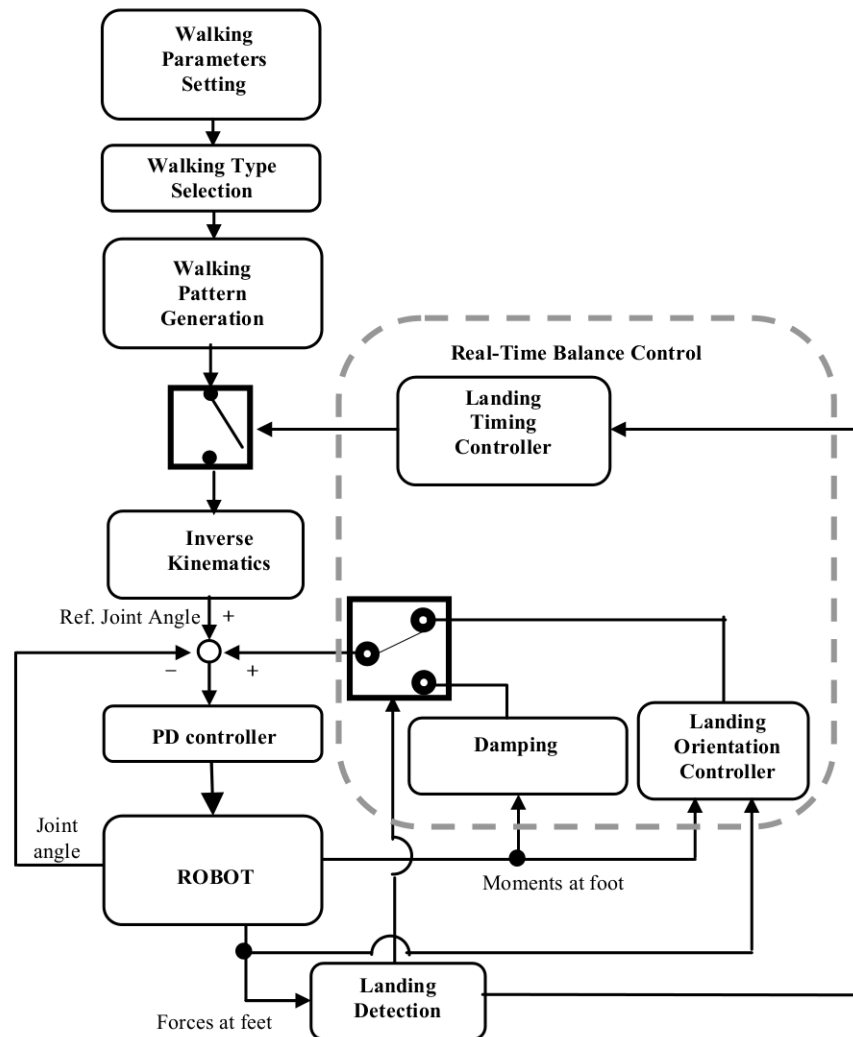 Walking
Parameters
Setting
Walking Type
Selection
Walking
Pattern
Generation
Real-Time Balance Control
Landing
Timing
Controller
Inverse
Kinematics
Ref. Joint Angle
+
−
+
PD controller
Damping
Landing
Orientation
Controller
Joint
angle
ROBOT
Moments at foot
Landing
Detection
Forces at feet